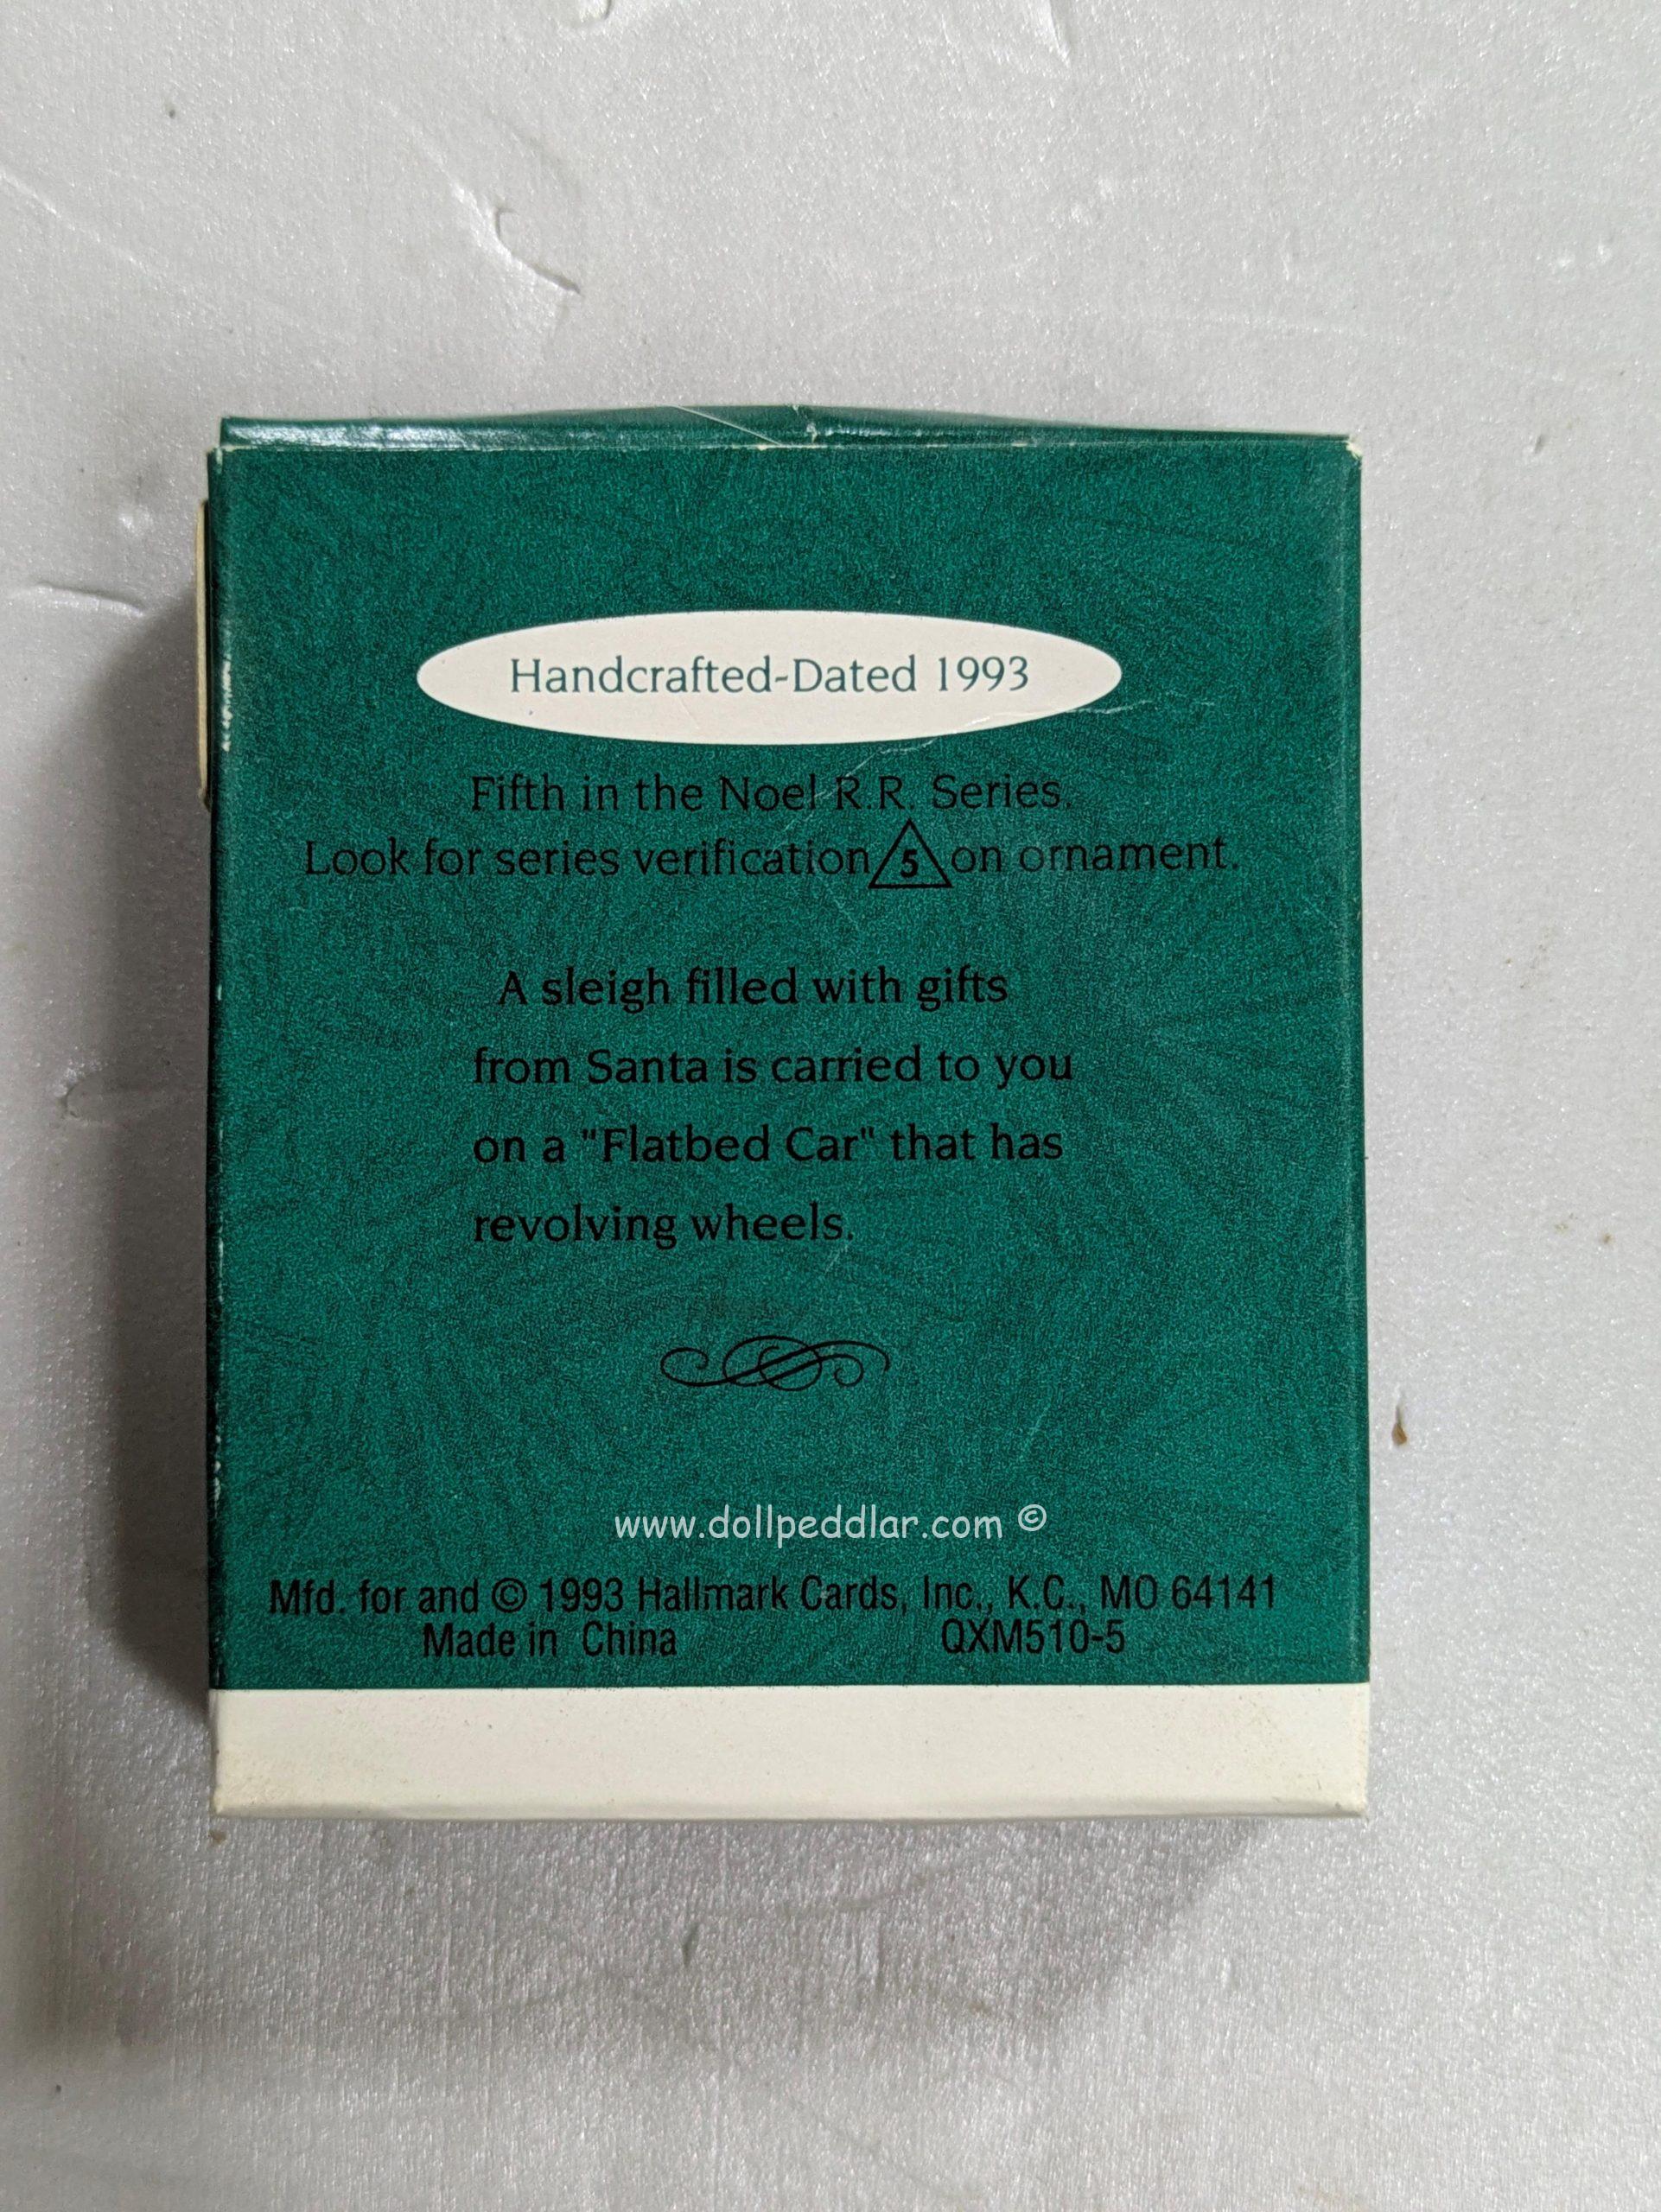 Handcrafted-Dated 1993
Fifth in the Noel R.R. Series.
Look for series verification 5 on ornament.
A sleigh filled with gifts
from Santa is carried to you
on a "Flatbed Car" that has
revolving wheels.
www.dollpeddlar.com ©
Mfd. for and © 1993 Hallmark Cards, Inc., K.C., MO 64141
Made in China QXM510-5